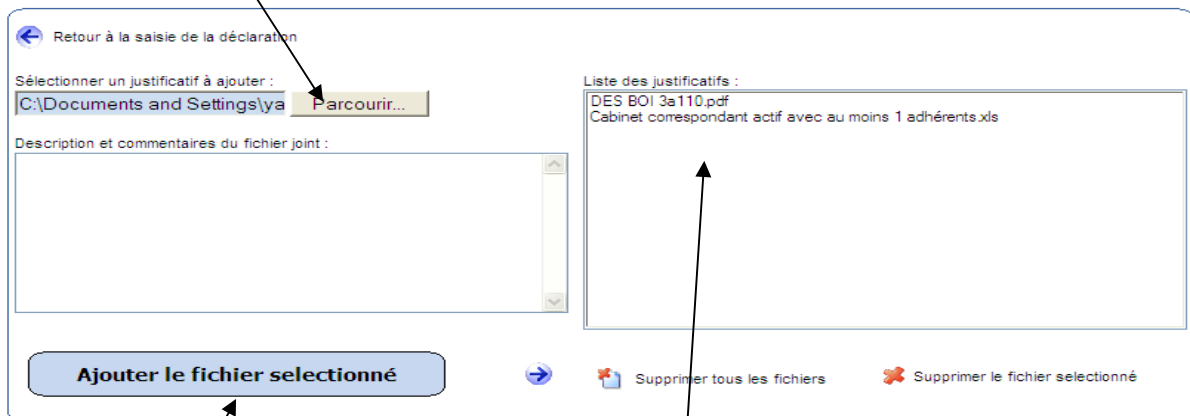 Retour à la saisie de la déclaration
Sélectionner un justificatif à ajouter :
C:\Documents and Settings\ya Parcourir...
Description et commentaires du fichier joint :
Liste des justificatifs :
DES BOI 3a110.pdf
Cabinet correspondant actif avec au moins 1 adhérents.xls
Ajouter le fichier selectionné
Supprimer tous les fichiers
Supprimer le fichier selectionné